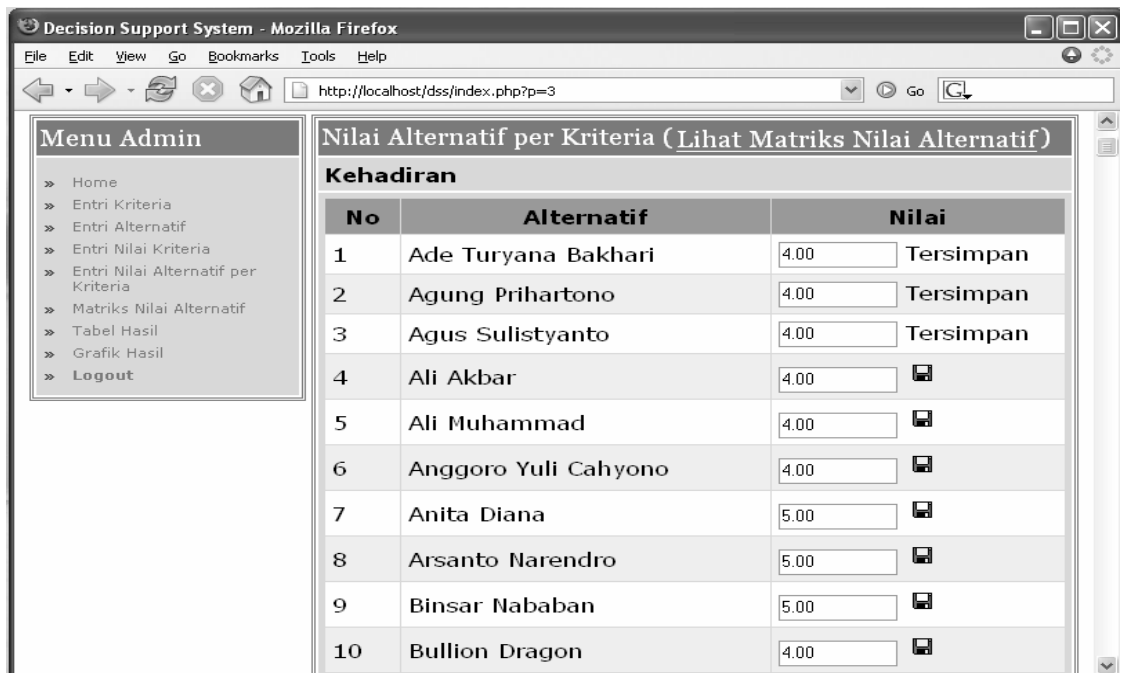 Decision Support System - Mozilla Firefox
File Edit View Go Bookmarks Tools Help
http://localhost/dss/index.php?p=3 Go G
Menu Admin
» Home
» Entri Kriteria
» Entri Alternatif
» Entri Nilai Kriteria
» Entri Nilai Alternatif per
Kriteria
» Matriks Nilai Alternatif
» Tabel Hasil
» Grafik Hasil
» Logout
Nilai Alternatif per Kriteria (Lihat Matriks Nilai Alternatif)
Kehadiran
No Alternatif Nilai
1 Ade Turyana Bakhari 4.00 Tersimpan
2 Agung Prihartono 4.00 Tersimpan
3 Agus Sulistyanto 4.00 Tersimpan
4 Ali Akbar 4.00
5 Ali Muhammad 4.00
6 Anggoro Yuli Cahyono 4.00
7 Anita Diana 5.00
8 Arsanto Narendro 5.00
9 Binsar Nababan 5.00
10 Bullion Dragon 4.00